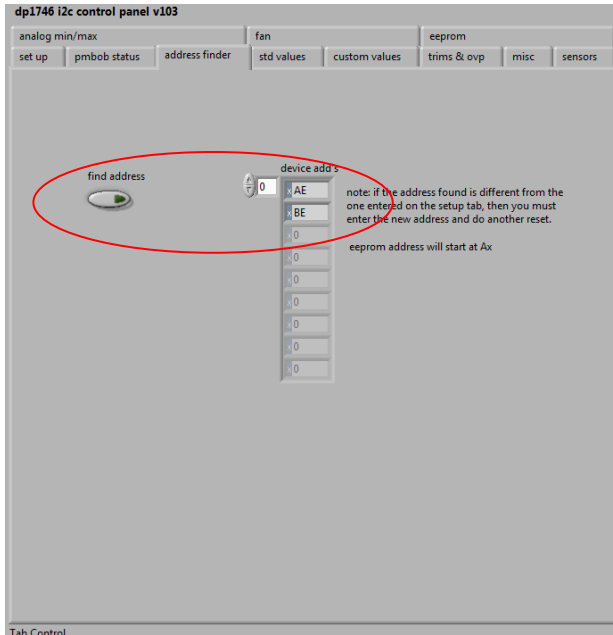 dp1746 i2c control panel v103
analog min/max fan eeprom
set up pmbob status address finder std values custom values trims & ovp misc sensors
find address
device add's
0
x AE
x BE
x 0
x 0
x 0
x 0
x 0
x 0
x 0
note: if the address found is different from the
one entered on the setup tab, then you must
enter the new address and do another reset.
eeprom address will start at Ax
Tab Control